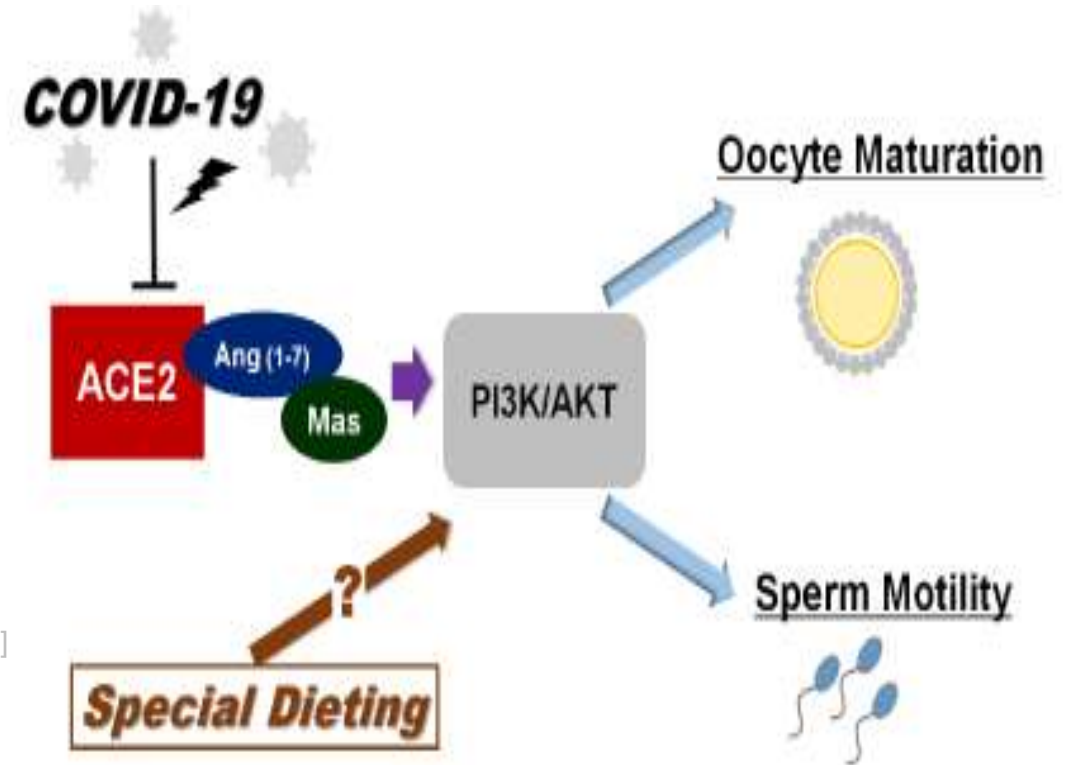 COVID-19
Oocyte Maturation
ACE2
Ang (1-7)
Mas
PI3K/AKT
?
Sperm Motility
]
Special Dieting